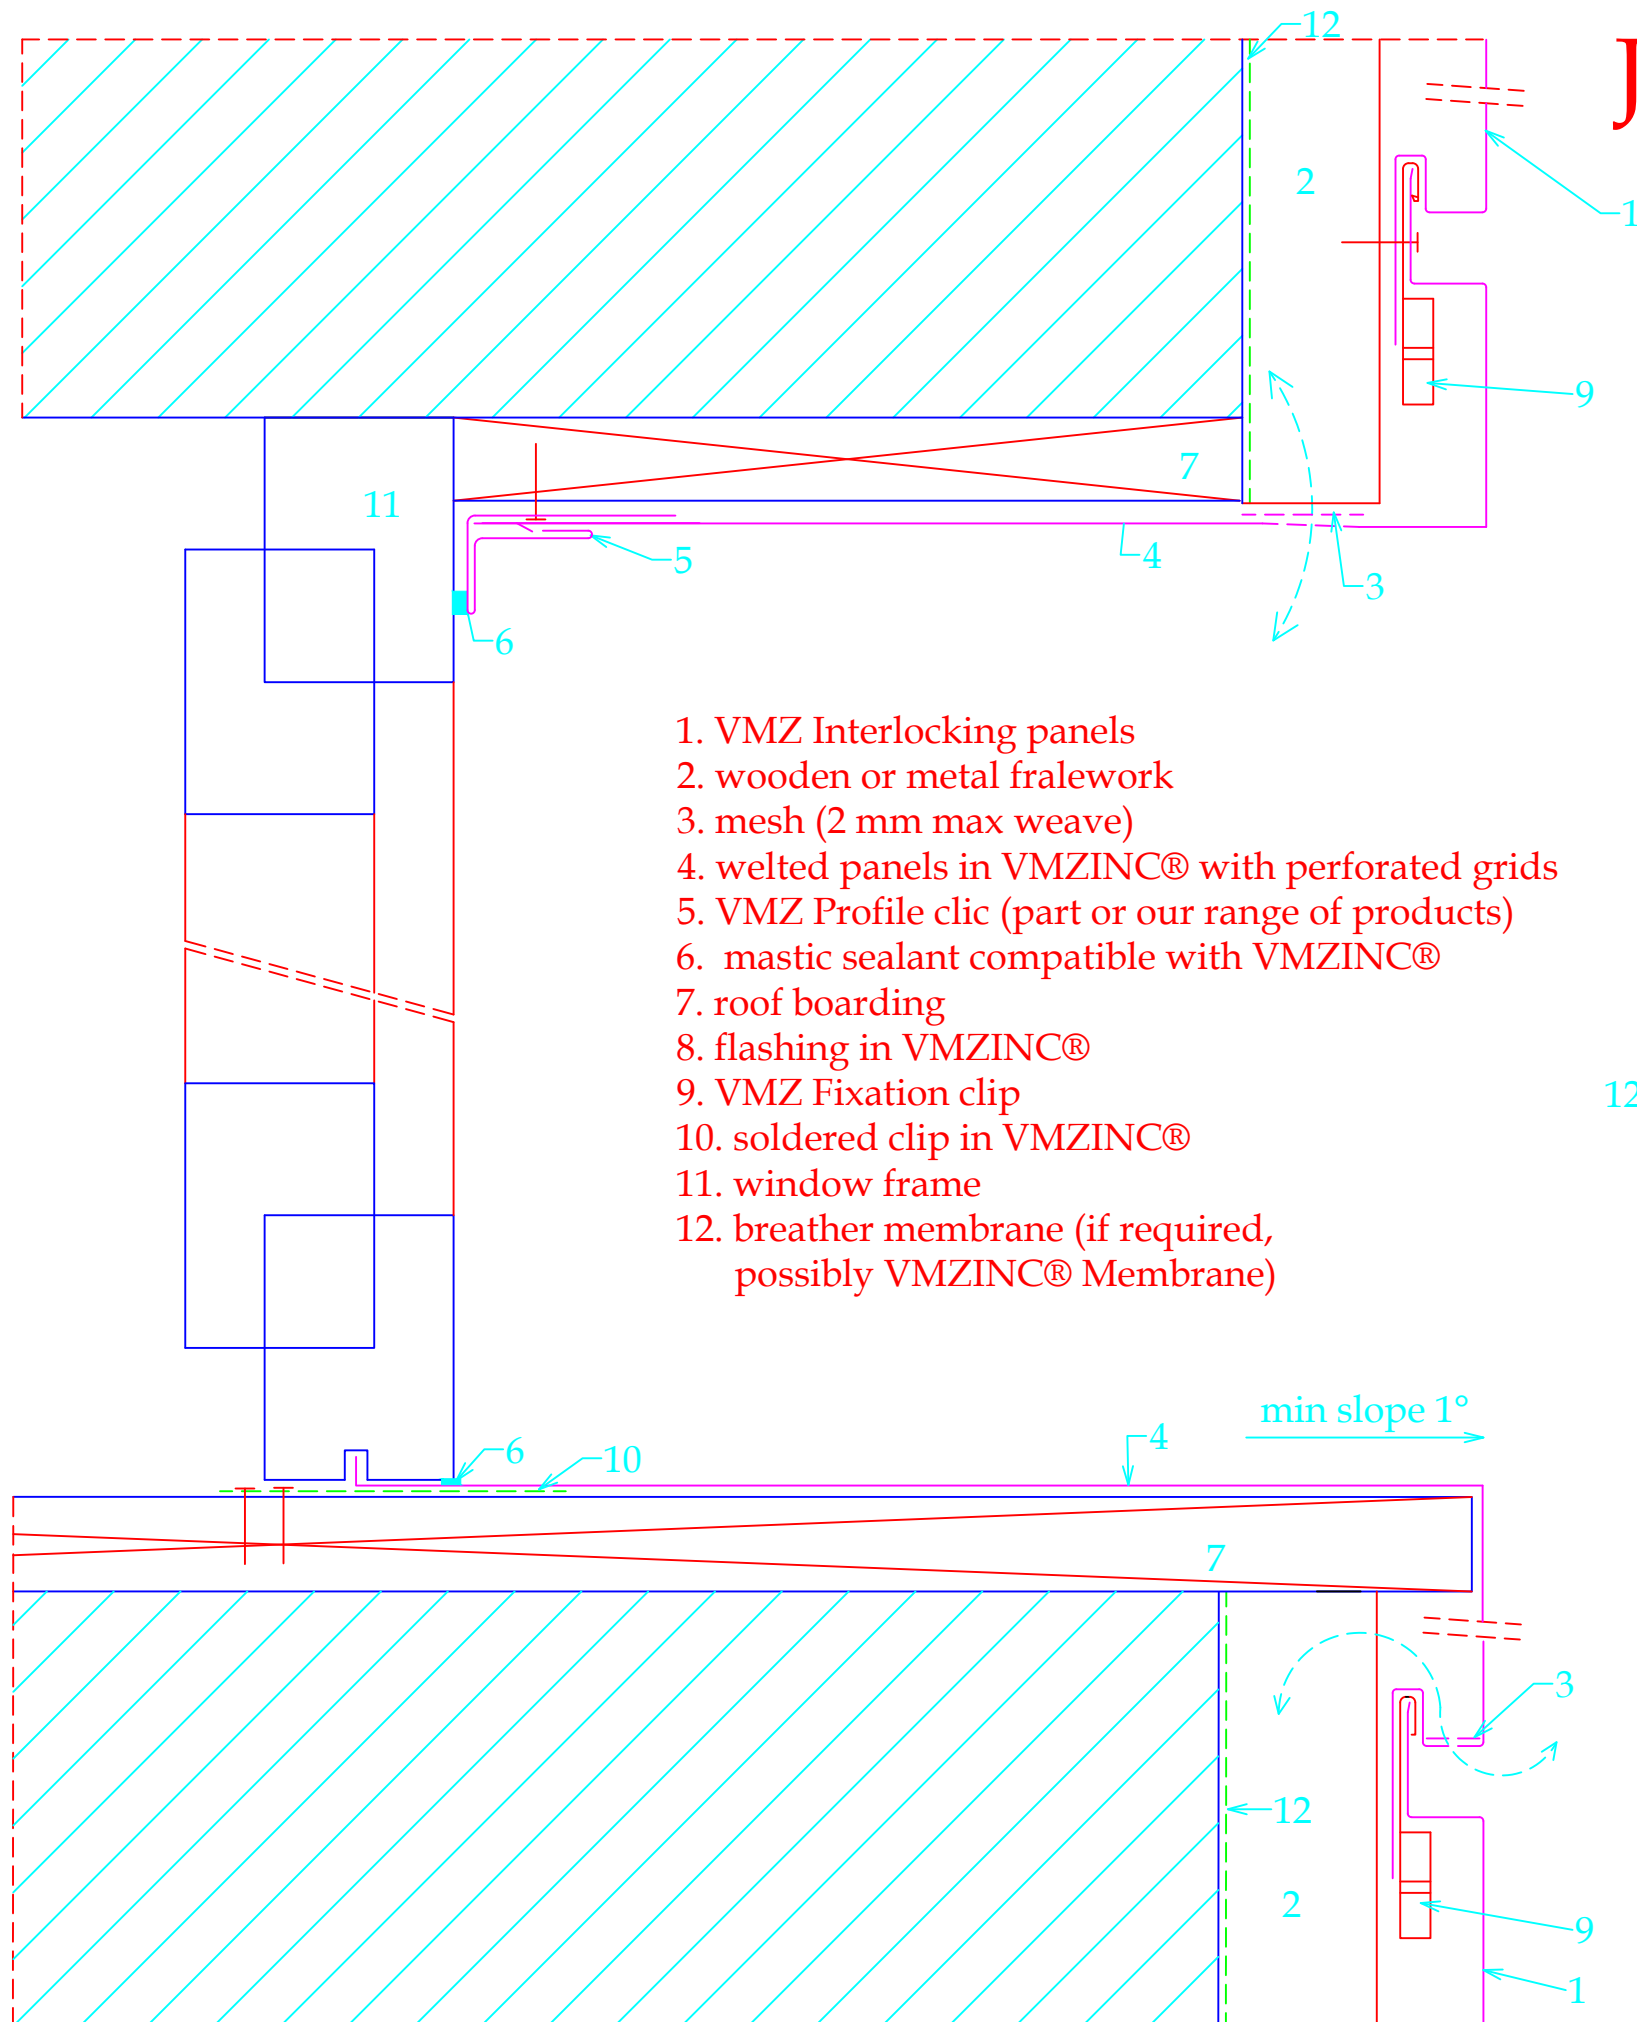 12
J
2
1
9
7
11
5
4
3
6
1. VMZ Interlocking panels
2. wooden or metal fralework
3. mesh (2 mm max weave)
4. welted panels in VMZINC® with perforated grids
5. VMZ Profile clic (part or our range of products)
6. mastic sealant compatible with VMZINC®
7. roof boarding
8. flashing in VMZINC®
9. VMZ Fixation clip
12
10. soldered clip in VMZINC®
11. window frame
12. breather membrane (if required,
possibly VMZINC® Membrane)
min slope 1°
4
6
10
7
3
12
2
9
1